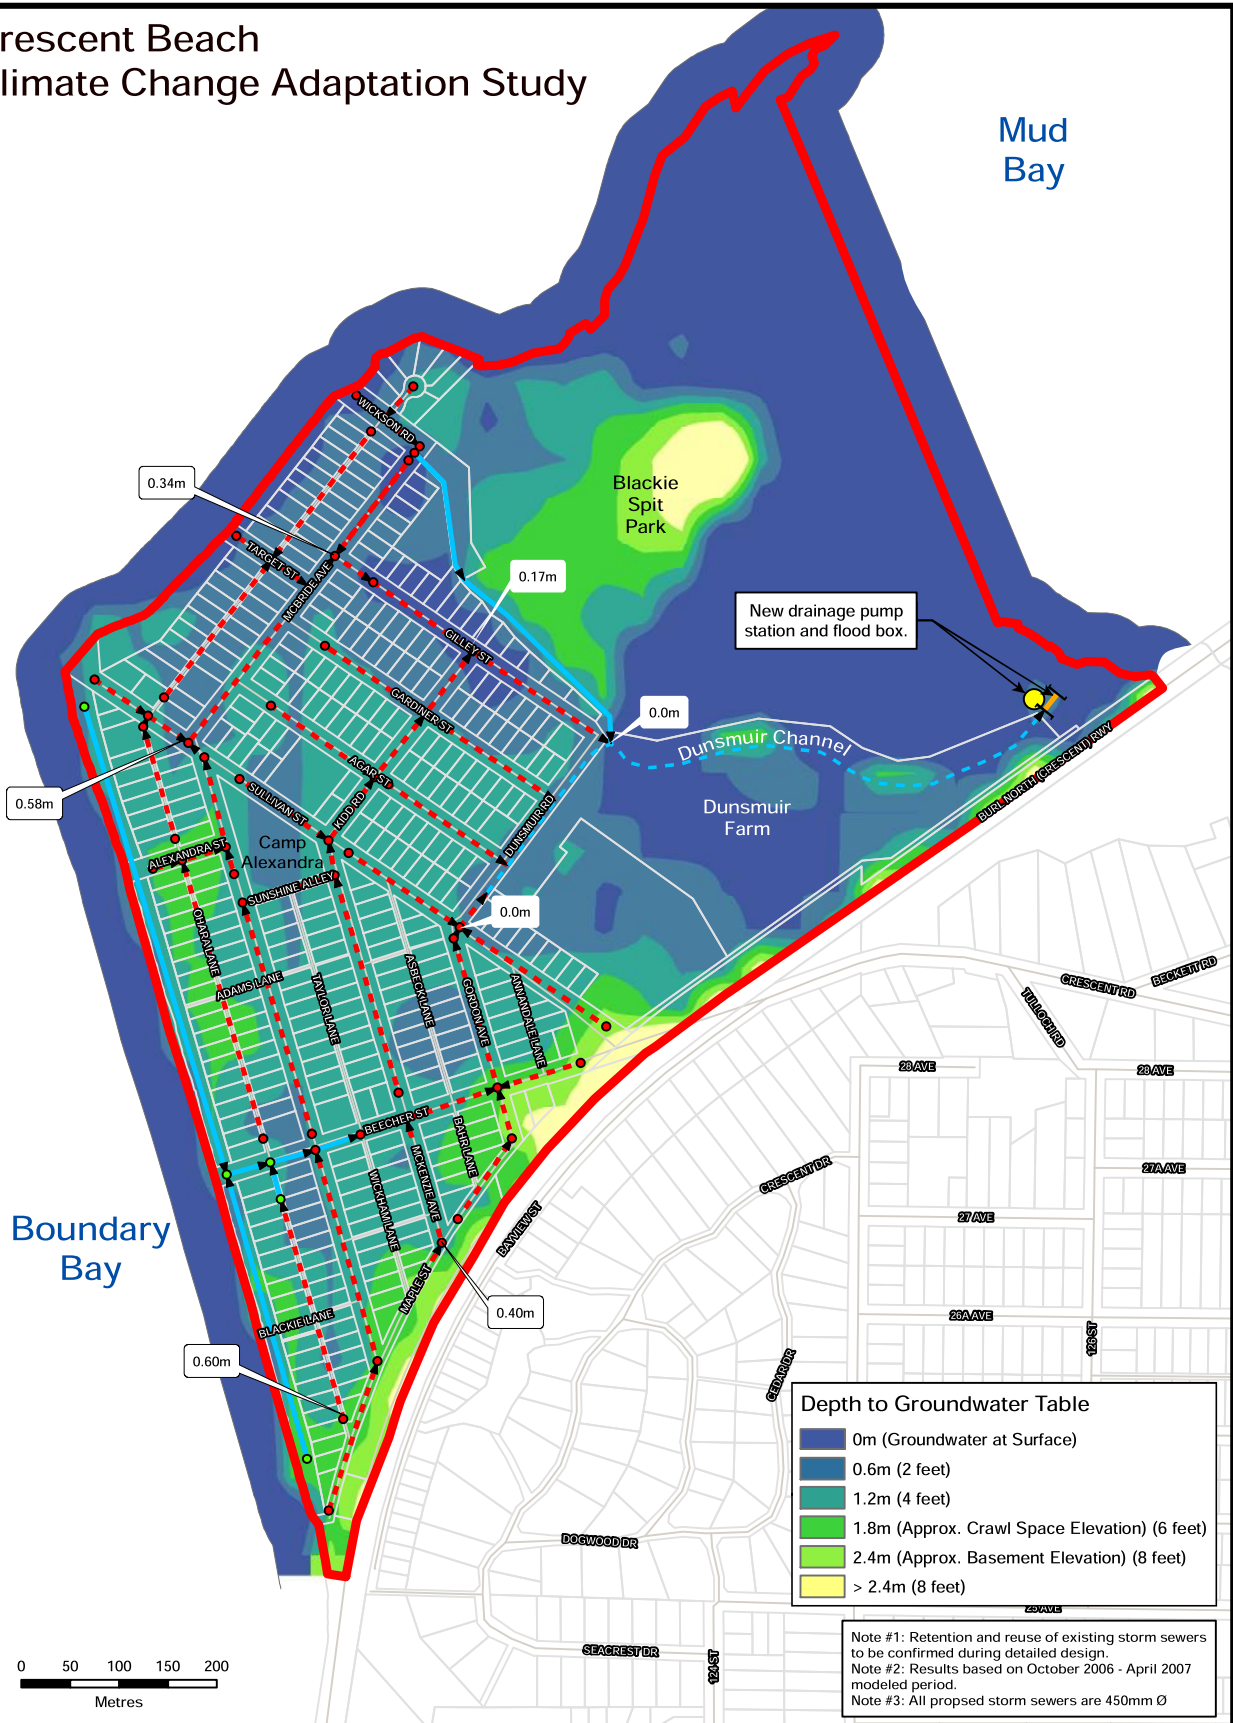 rescent Beach
limate Change Adaptation Study
Mud
Bay
WICKSON RD
0.34m
Blackie
Spit
Park
TARGET ST
MCBRIDE AVE
0.17m
New drainage pump
station and flood box.
GILLEY ST
GARDINER ST
0.0m
Dunsmuir Channel
BURL NORTH (CRESCENT) RWY
0.58m
AGAR ST
SULLIVAN ST
KIDD RD
DUNSMUIR RD
Dunsmuir
Farm
Camp
Alexandra
ALEXANDRA ST
SUNSHINE ALLEY
0.0m
OHARA LANE
ADAMS LANE
TAYLOR LANE
ASBECK LANE
GORDON AVE
ANNANDALE LANE
CRESCENT RD
BECKETT RD
TULLOCH RD
28 AVE
28 AVE
BEECHER ST
BAHR LANE
MCKENZIE AVE
WICKHAM LANE
CRESCENT DR
27A AVE
27 AVE
BAYVIEW ST
Boundary
Bay
MAPLE ST
0.40m
BLACKIE LANE
26A AVE
126 ST
0.60m
CEDAR DR
Depth to Groundwater Table
0m (Groundwater at Surface)
0.6m (2 feet)
1.2m (4 feet)
1.8m (Approx. Crawl Space Elevation) (6 feet)
2.4m (Approx. Basement Elevation) (8 feet)
> 2.4m (8 feet)
DOGWOOD DR
25 AVE
SEACREST DR
124 ST
Note #1: Retention and reuse of existing storm sewers
to be confirmed during detailed design.
Note #2: Results based on October 2006 - April 2007
modeled period.
Note #3: All propsed storm sewers are 450mm Ø
0 50 100 150 200
Metres